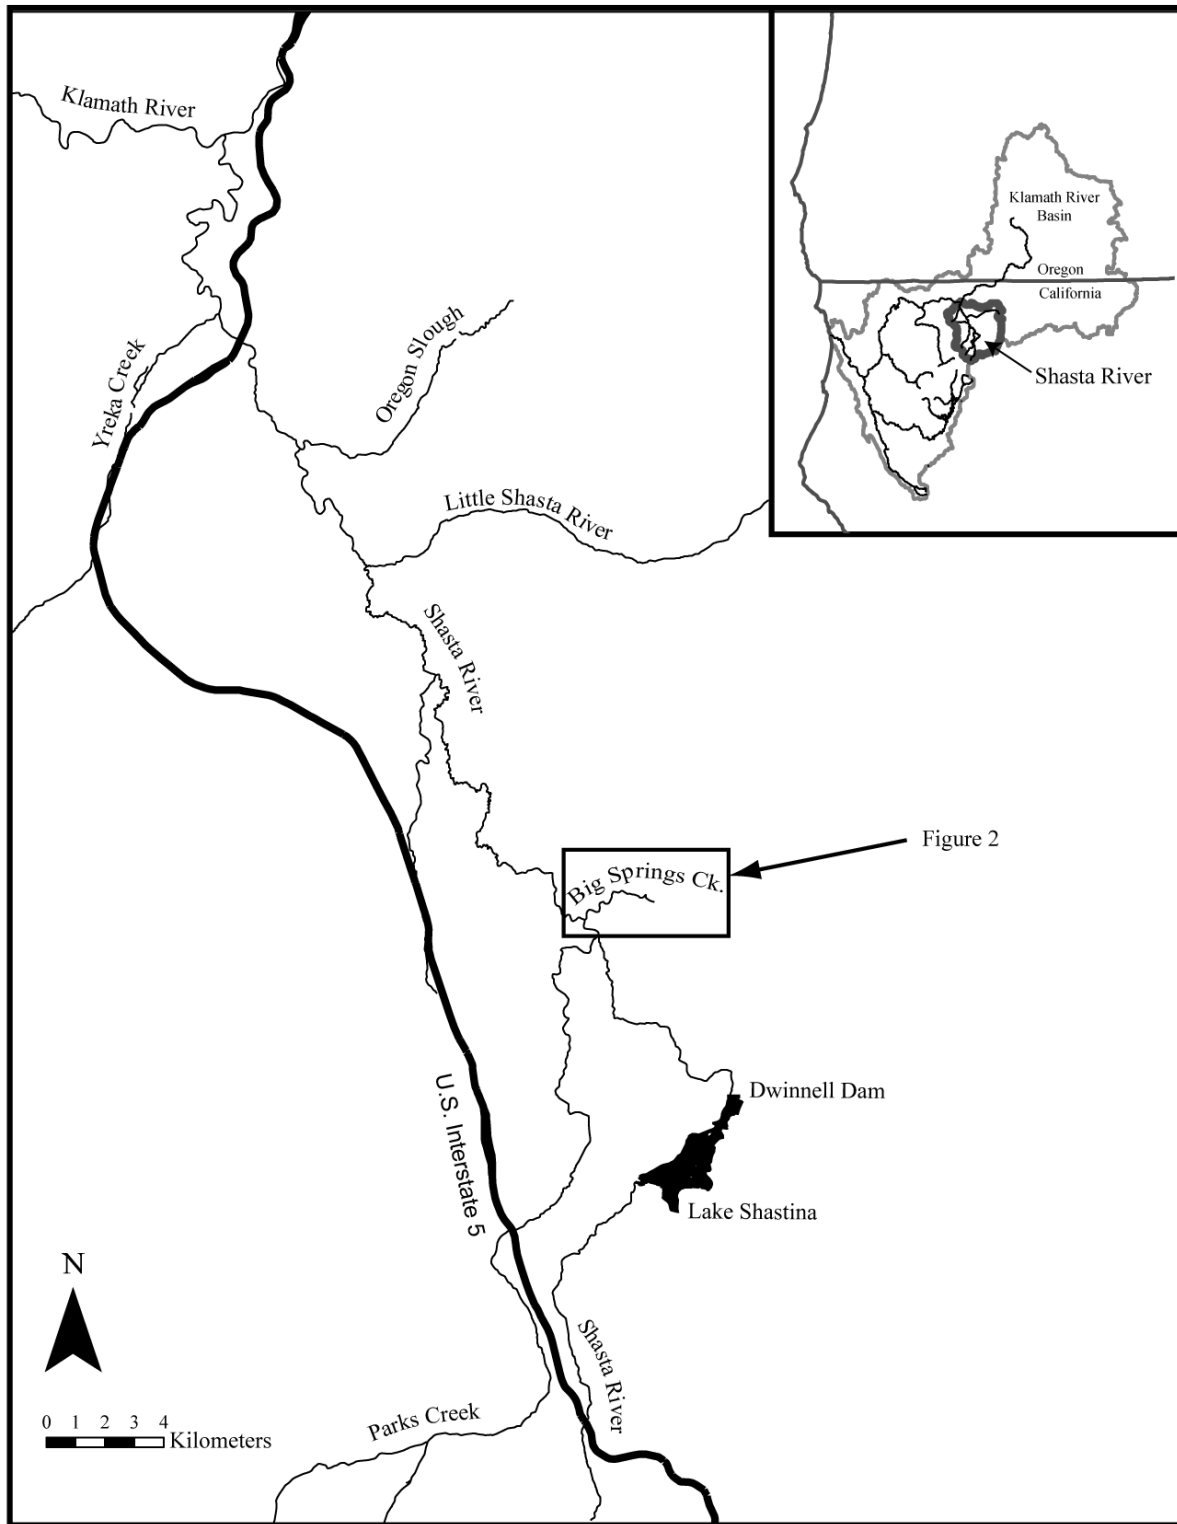 Klamath River
Klamath River
Basin
Oregon
California
Shasta River
Oregon Slough
Yreka Creek
Little Shasta River
Shasta River
Figure 2
Big Springs Ck.
Dwinnell Dam
U.S. Interstate 5
Lake Shastina
N
Shasta River
Parks Creek
0 1 2 3 4
Kilometers